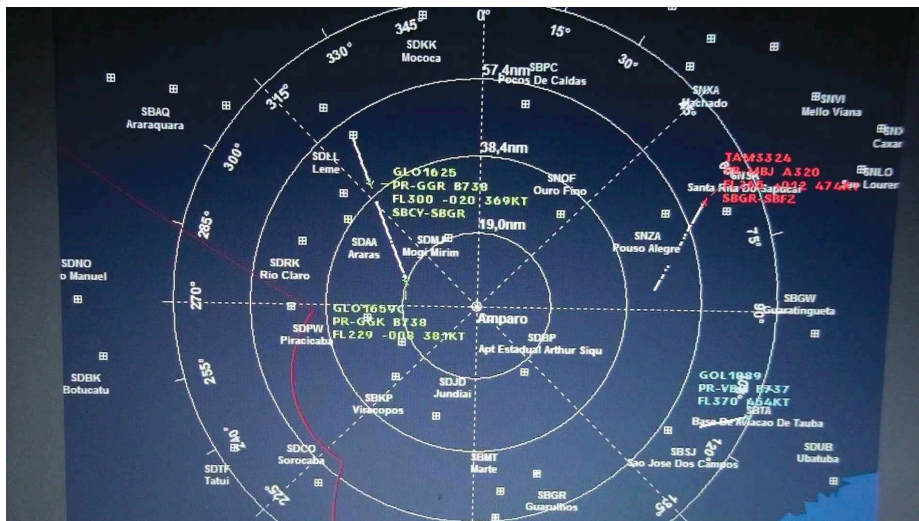 0°
345°
15°
330°
30°
SDKK
Mococa
57,4nm
SBPC
Pocos De Caldas
315°
SNXA
Machado
SNVI
Mello Viana
SBAQ
Araraquara
300°
38,4nm
SDLL
Leme
GLO1625
PR-GGR B738
FL300 -020 369KT
SBCY-SBGR
SNOF
Ouro Fino
TAM3324
A320
SBGR-SBFZ
Santa Rita Do Sapucai
SNLO
285°
19,0nm
75°
SDAA
Araras
SDMJ
Mogi Mirim
SNZA
Pouso Alegre
SDNO
SDRK
Rio Claro
270°
90°
SBGW
Guaratingueta
GLO1659C
PR-GGK B738
FL229 -008 381KT
Amparo
SDPW
Piracicaba
SDBP
Apt Estadual Arthur Siqu
SDBK
Botucatu
255°
SDJD
Jundiai
SBKP
Viracopos
GOL1089
B737
FL370 464KT
SBTA
Base De Aviacao De Tauba
240°
120°
SDCO
Sorocaba
SDTF
Tatui
SBMT
Marte
SBSJ
Sao Jose Dos Campos
SDUB
Ubatuba
225°
SBGR
Guarulhos
135°